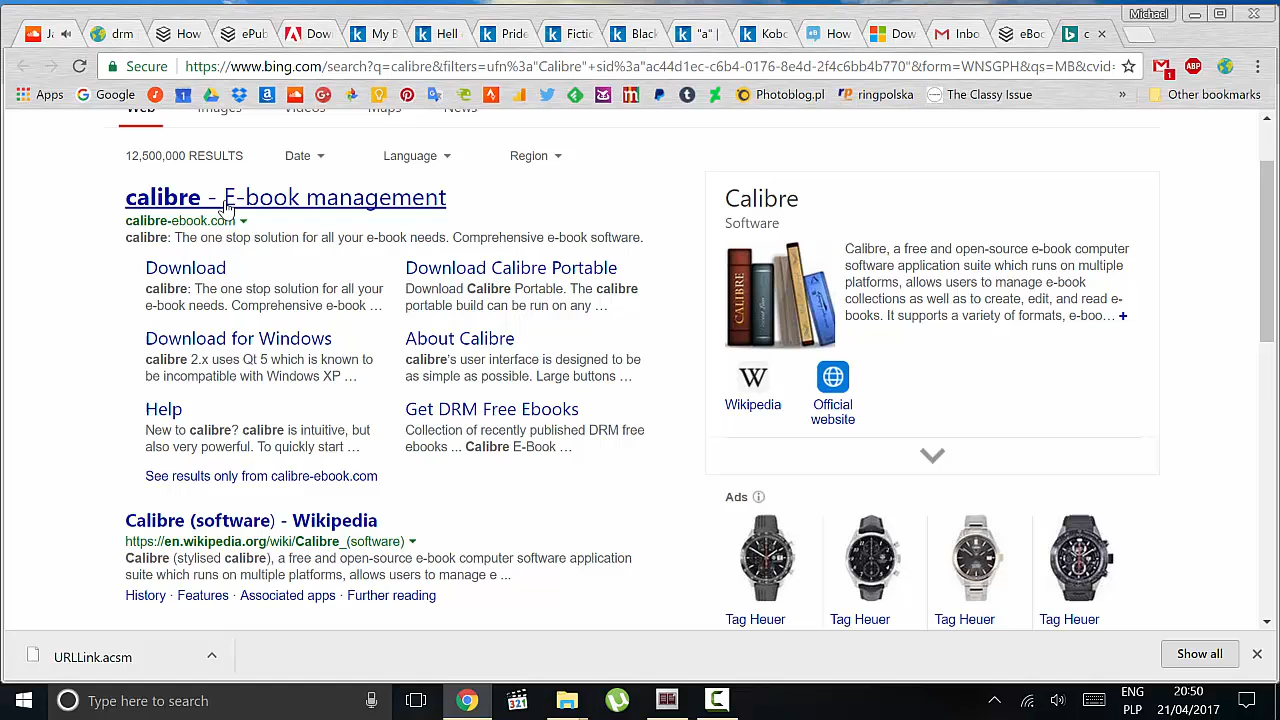 Michael
J
drm
How
ePub
Dow
My B
Hell
Pride
Fictic
Black
"a" |
Kobo
How
Dow
Inbo
eBoo
c
Secure
https://www.bing.com/search?q=calibre&filters=ufn%3a"Calibre"+sid%3a"ac44d1ec-c6b4-0176-8e4d-2f4c6bb4b770"&form=WNSGPH&qs=MB&cvid=
1
Apps
Google
Photoblog.pl
ringpolska
The Classy Issue
»
Other bookmarks
Web Images Videos Maps News
12,500,000 RESULTS
Date
Language
Region
calibre - E-book management
calibre-ebook.com
calibre: The one stop solution for all your e-book needs. Comprehensive e-book software.
Download
calibre: The one stop solution for all your
e-book needs. Comprehensive e-book ...
Download Calibre Portable
Download Calibre Portable. The calibre
portable build can be run on any ...
Download for Windows
calibre 2.x uses Qt 5 which is known to
be incompatible with Windows XP ...
About Calibre
calibre's user interface is designed to be
as simple as possible. Large buttons ...
Help
New to calibre? calibre is intuitive, but
also very powerful. To quickly start ...
Get DRM Free Ebooks
Collection of recently published DRM free
ebooks ... Calibre E-Book ...
See results only from calibre-ebook.com
Calibre (software) - Wikipedia
https://en.wikipedia.org/wiki/Calibre_(software)
Calibre (stylised calibre), a free and open-source e-book computer software application
suite which runs on multiple platforms, allows users to manage e ...
History · Features · Associated apps · Further reading
Calibre
Software
CALIBRE
Calibre, a free and open-source e-book computer
software application suite which runs on multiple
platforms, allows users to manage e-book
collections as well as to create, edit, and read e-
books. It supports a variety of formats, e-boo... +
Wikipedia
Official
website
Ads
Tag Heuer
Tag Heuer
Tag Heuer
Tag Heuer
URLLink.acsm
Show all
Type here to search
321
ENG
PLP
20:50
21/04/2017